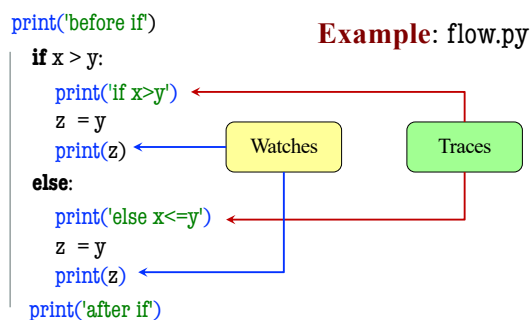 print('before if')
Example: flow.py
if x > y:
print('if x>y')
z = y
print(z)
Watches
Traces
else:
print('else x<=y')
z = y
print(z)
print('after if')